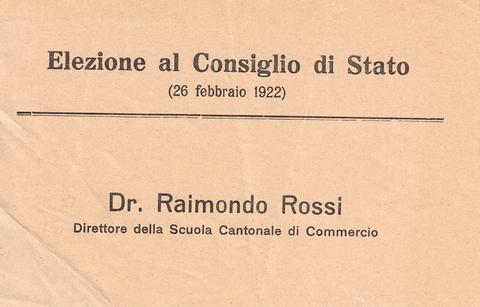 Elezione al Consiglio di Stato
(26 febbraio 1922)
Dr. Raimondo Rossi
Direttore della Scuola Cantonale di Commercio